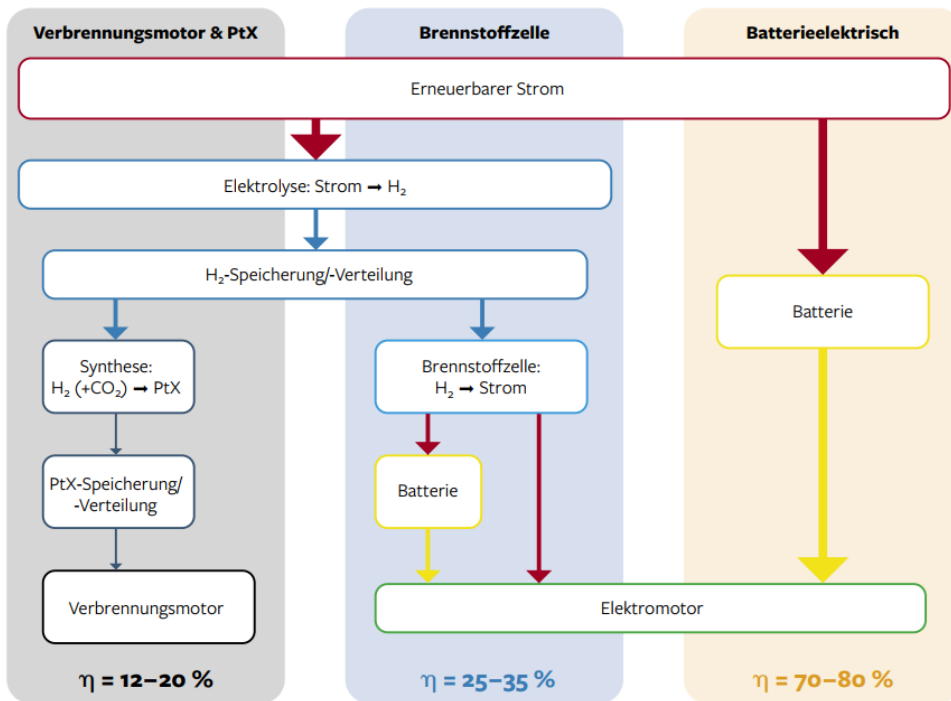 Verbrennungsmotor & PtX
Brennstoffzelle
Batterieelektrisch
Erneuerbarer Strom
Elektrolyse: Strom → H₂
H₂-Speicherung/-Verteilung
Batterie
Synthese:
H₂ (+CO₂) → PtX
Brennstoffzelle:
H₂ → Strom
PtX-Speicherung/
-Verteilung
Batterie
Verbrennungsmotor
Elektromotor
η = 12–20 %
η = 25–35 %
η = 70–80 %